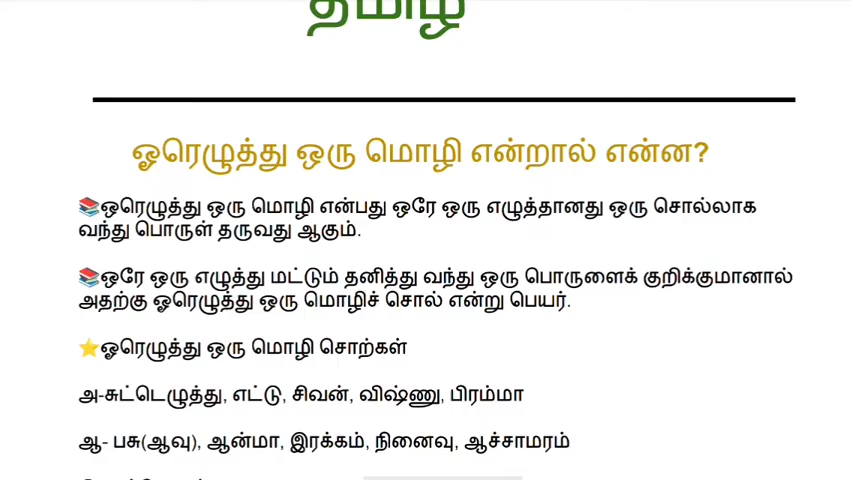 தமிழ்
ஓரெழுத்து ஒரு மொழி என்றால் என்ன?
📚ஒரெழுத்து ஒரு மொழி என்பது ஒரே ஒரு எழுத்தானது ஒரு சொல்லாக
வந்து பொருள் தருவது ஆகும்.
📚ஒரே ஒரு எழுத்து மட்டும் தனித்து வந்து ஒரு பொருளைக் குறிக்குமானால்
அதற்கு ஓரெழுத்து ஒரு மொழிச் சொல் என்று பெயர்.
⭐ஓரெழுத்து ஒரு மொழி சொற்கள்
அ-சுட்டெழுத்து, எட்டு, சிவன், விஷ்ணு, பிரம்மா
ஆ- பசு(ஆவு), ஆன்மா, இரக்கம், நினைவு, ஆச்சாமரம்